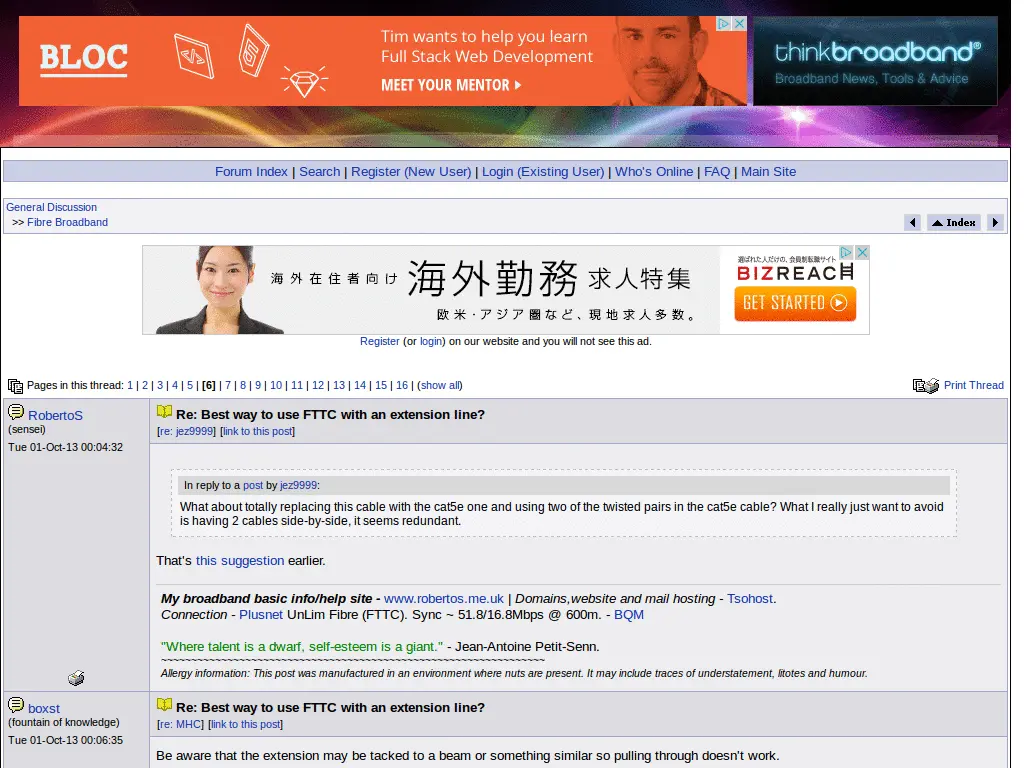 BLOC
Tim wants to help you learn
Full Stack Web Development
MEET YOUR MENTOR
thinkbroadband®
Broadband News, Tools & Advice
Forum Index | Search | Register (New User) | Login (Existing User) | Who's Online | FAQ | Main Site
General Discussion
>> Fibre Broadband
Index
海外在住者向け 海外勤務 求人特集
欧米・アジア圏など、現地求人多数。
選ばれた人だけの、会員制転職サイト
BIZREACH
GET STARTED
Register (or login) on our website and you will not see this ad.
Pages in this thread: 1 | 2 | 3 | 4 | 5 | [6] | 7 | 8 | 9 | 10 | 11 | 12 | 13 | 14 | 15 | 16 | (show all)
Print Thread
RobertoS
(sensei)
Tue 01-Oct-13 00:04:32
Re: Best way to use FTTC with an extension line?
[re: jez9999] [link to this post]
In reply to a post by jez9999:
What about totally replacing this cable with the cat5e one and using two of the twisted pairs in the cat5e cable? What I really just want to avoid
is having 2 cables side-by-side, it seems redundant.
That's this suggestion earlier.
My broadband basic info/help site - www.robertos.me.uk | Domains,website and mail hosting - Tsohost.
Connection - Plusnet UnLim Fibre (FTTC). Sync ~ 51.8/16.8Mbps @ 600m. - BQM
"Where talent is a dwarf, self-esteem is a giant." - Jean-Antoine Petit-Senn.
~~~~~~~~~~~~~~~~~~~~~~~~~~~~~~~~~~~~~~~~~~~~~~~~~~~~~~~~~~~~~~~~
Allergy information: This post was manufactured in an environment where nuts are present. It may include traces of understatement, litotes and humour.
boxst
(fountain of knowledge)
Tue 01-Oct-13 00:06:35
Re: Best way to use FTTC with an extension line?
[re: MHC] [link to this post]
Be aware that the extension may be tacked to a beam or something similar so pulling through doesn't work.